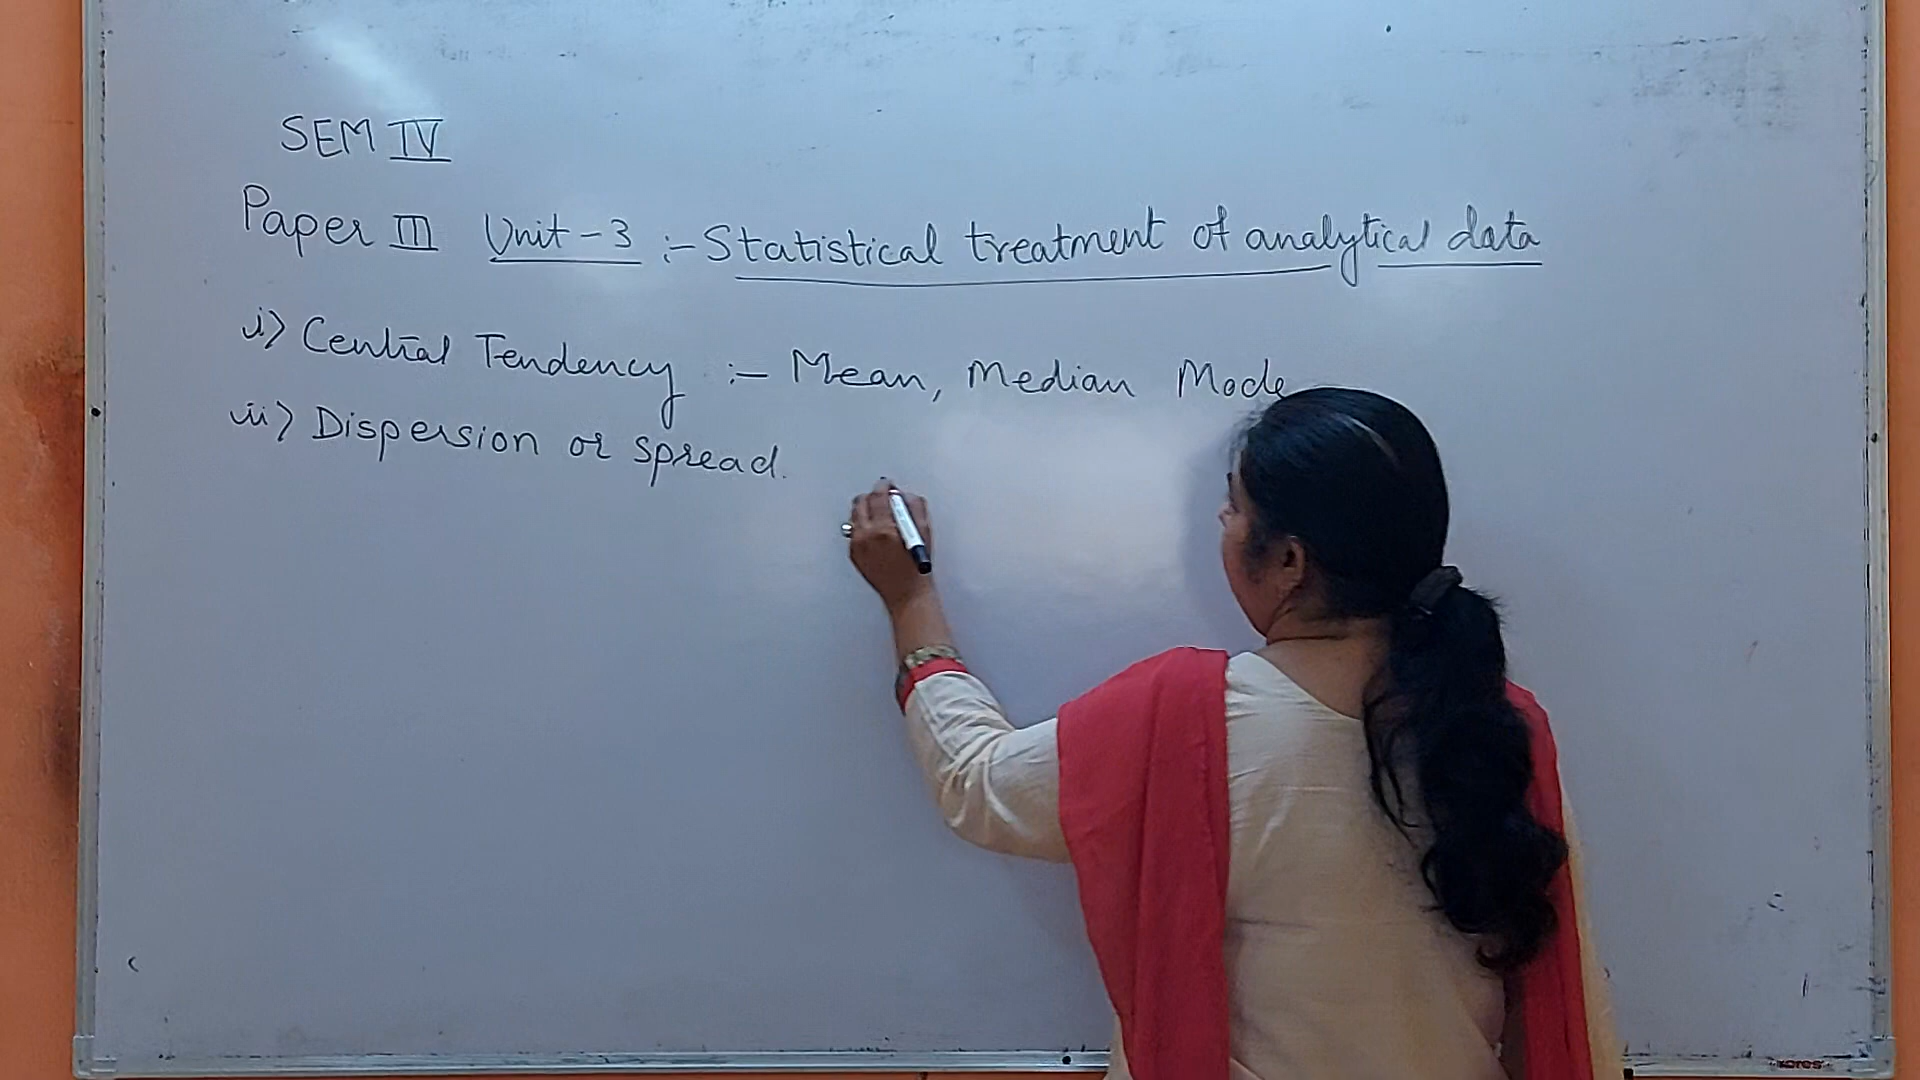 SEM IV
Paper III Unit-3 :- Statistical treatment of analytical data
i) Central Tendency :- Mean, Median Mode
ii) Dispersion or spread.